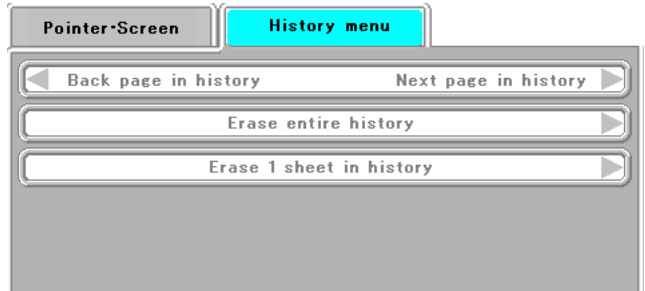 Pointer·Screen History menu
Back page in history Next page in history
Erase entire history
Erase 1 sheet in history